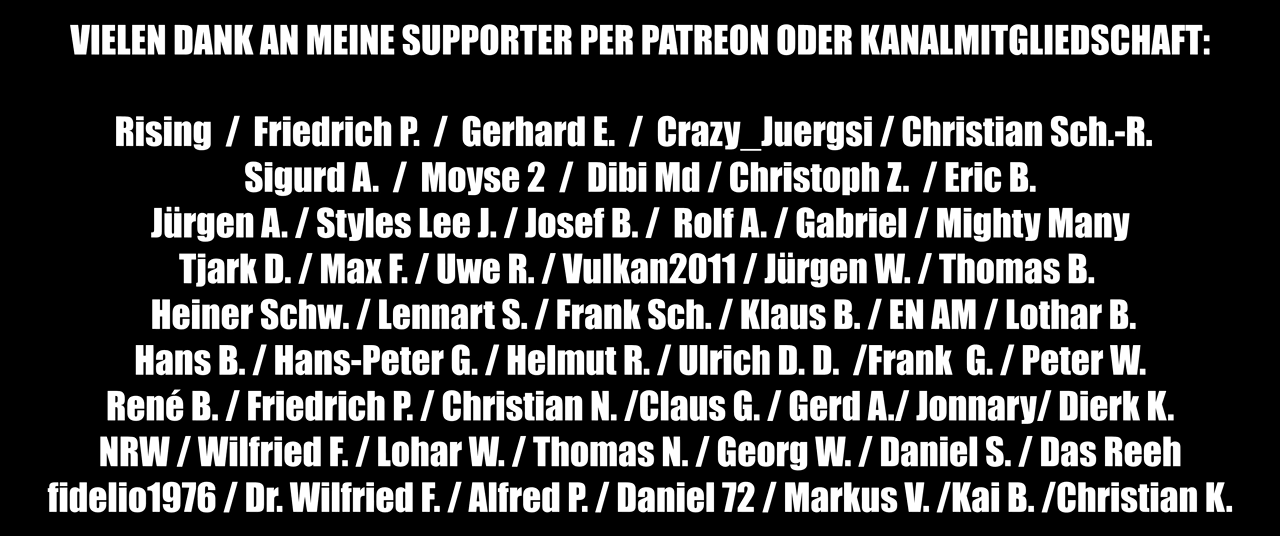 VIELEN DANK AN MEINE SUPPORTER PER PATREON ODER KANALMITGLIEDSCHAFT:
Rising / Friedrich P. / Gerhard E. / Crazy_Juergsi / Christian Sch.-R.
Sigurd A. / Moyse 2 / Dibi Md / Christoph Z. / Eric B.
Jürgen A. / Styles Lee J. / Josef B. / Rolf A. / Gabriel / Mighty Many
Tjark D. / Max F. / Uwe R. / Vulkan2011 / Jürgen W. / Thomas B.
Heiner Schw. / Lennart S. / Frank Sch. / Klaus B. / EN AM / Lothar B.
Hans B. / Hans-Peter G. / Helmut R. / Ulrich D. D. /Frank G. / Peter W.
René B. / Friedrich P. / Christian N. /Claus G. / Gerd A./ Jonnary/ Dierk K.
NRW / Wilfried F. / Lohar W. / Thomas N. / Georg W. / Daniel S. / Das Reeh
fidelio1976 / Dr. Wilfried F. / Alfred P. / Daniel 72 / Markus V. /Kai B. /Christian K.